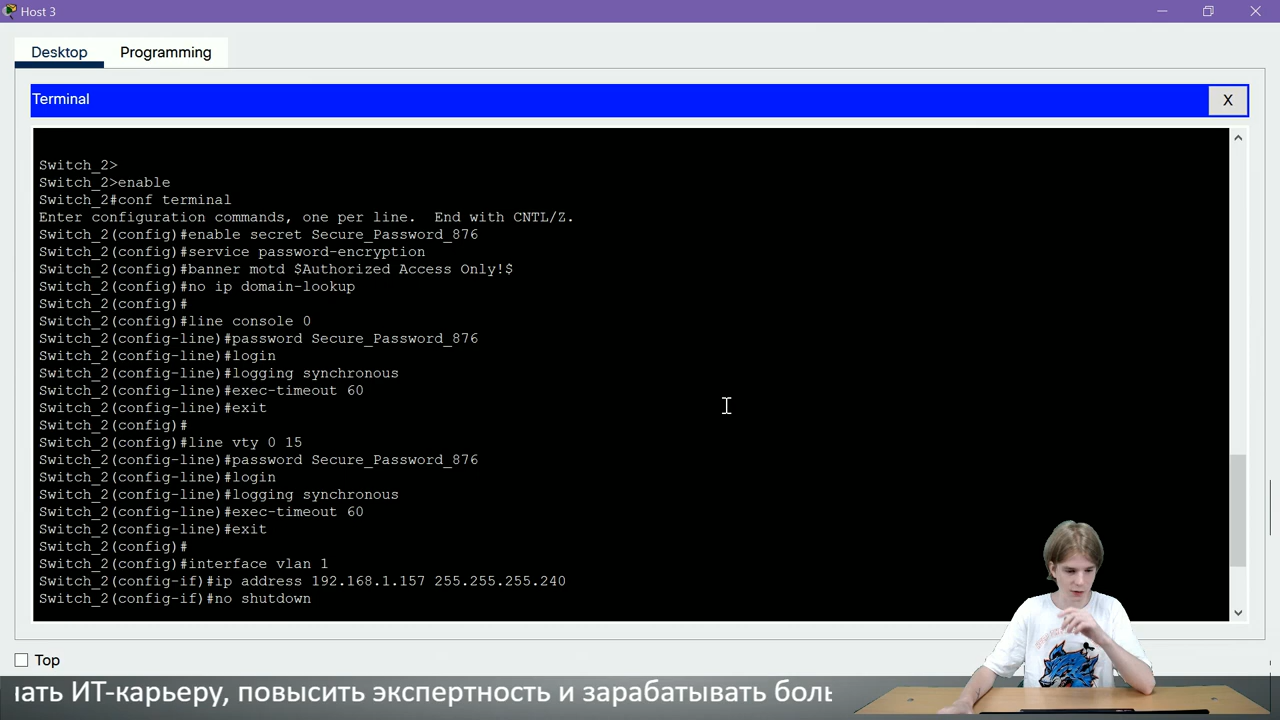 Host 3
Desktop Programming
Terminal
X
Switch_2>
Switch_2>enable
Switch_2#conf terminal
Enter configuration commands, one per line. End with CNTL/Z.
Switch_2(config)#enable secret Secure_Password_876
Switch_2(config)#service password-encryption
Switch_2(config)#banner motd $Authorized Access Only!$
Switch_2(config)#no ip domain-lookup
Switch_2(config)#
Switch_2(config)#line console 0
Switch_2(config-line)#password Secure_Password_876
Switch_2(config-line)#login
Switch_2(config-line)#logging synchronous
Switch_2(config-line)#exec-timeout 60
Switch_2(config-line)#exit
Switch_2(config)#
Switch_2(config)#line vty 0 15
Switch_2(config-line)#password Secure_Password_876
Switch_2(config-line)#login
Switch_2(config-line)#logging synchronous
Switch_2(config-line)#exec-timeout 60
Switch_2(config-line)#exit
Switch_2(config)#
Switch_2(config)#interface vlan 1
Switch_2(config-if)#ip address 192.168.1.157 255.255.255.240
Switch_2(config-if)#no shutdown
Top
ИТ-карьеру, повысить экспертность и зарабатывать